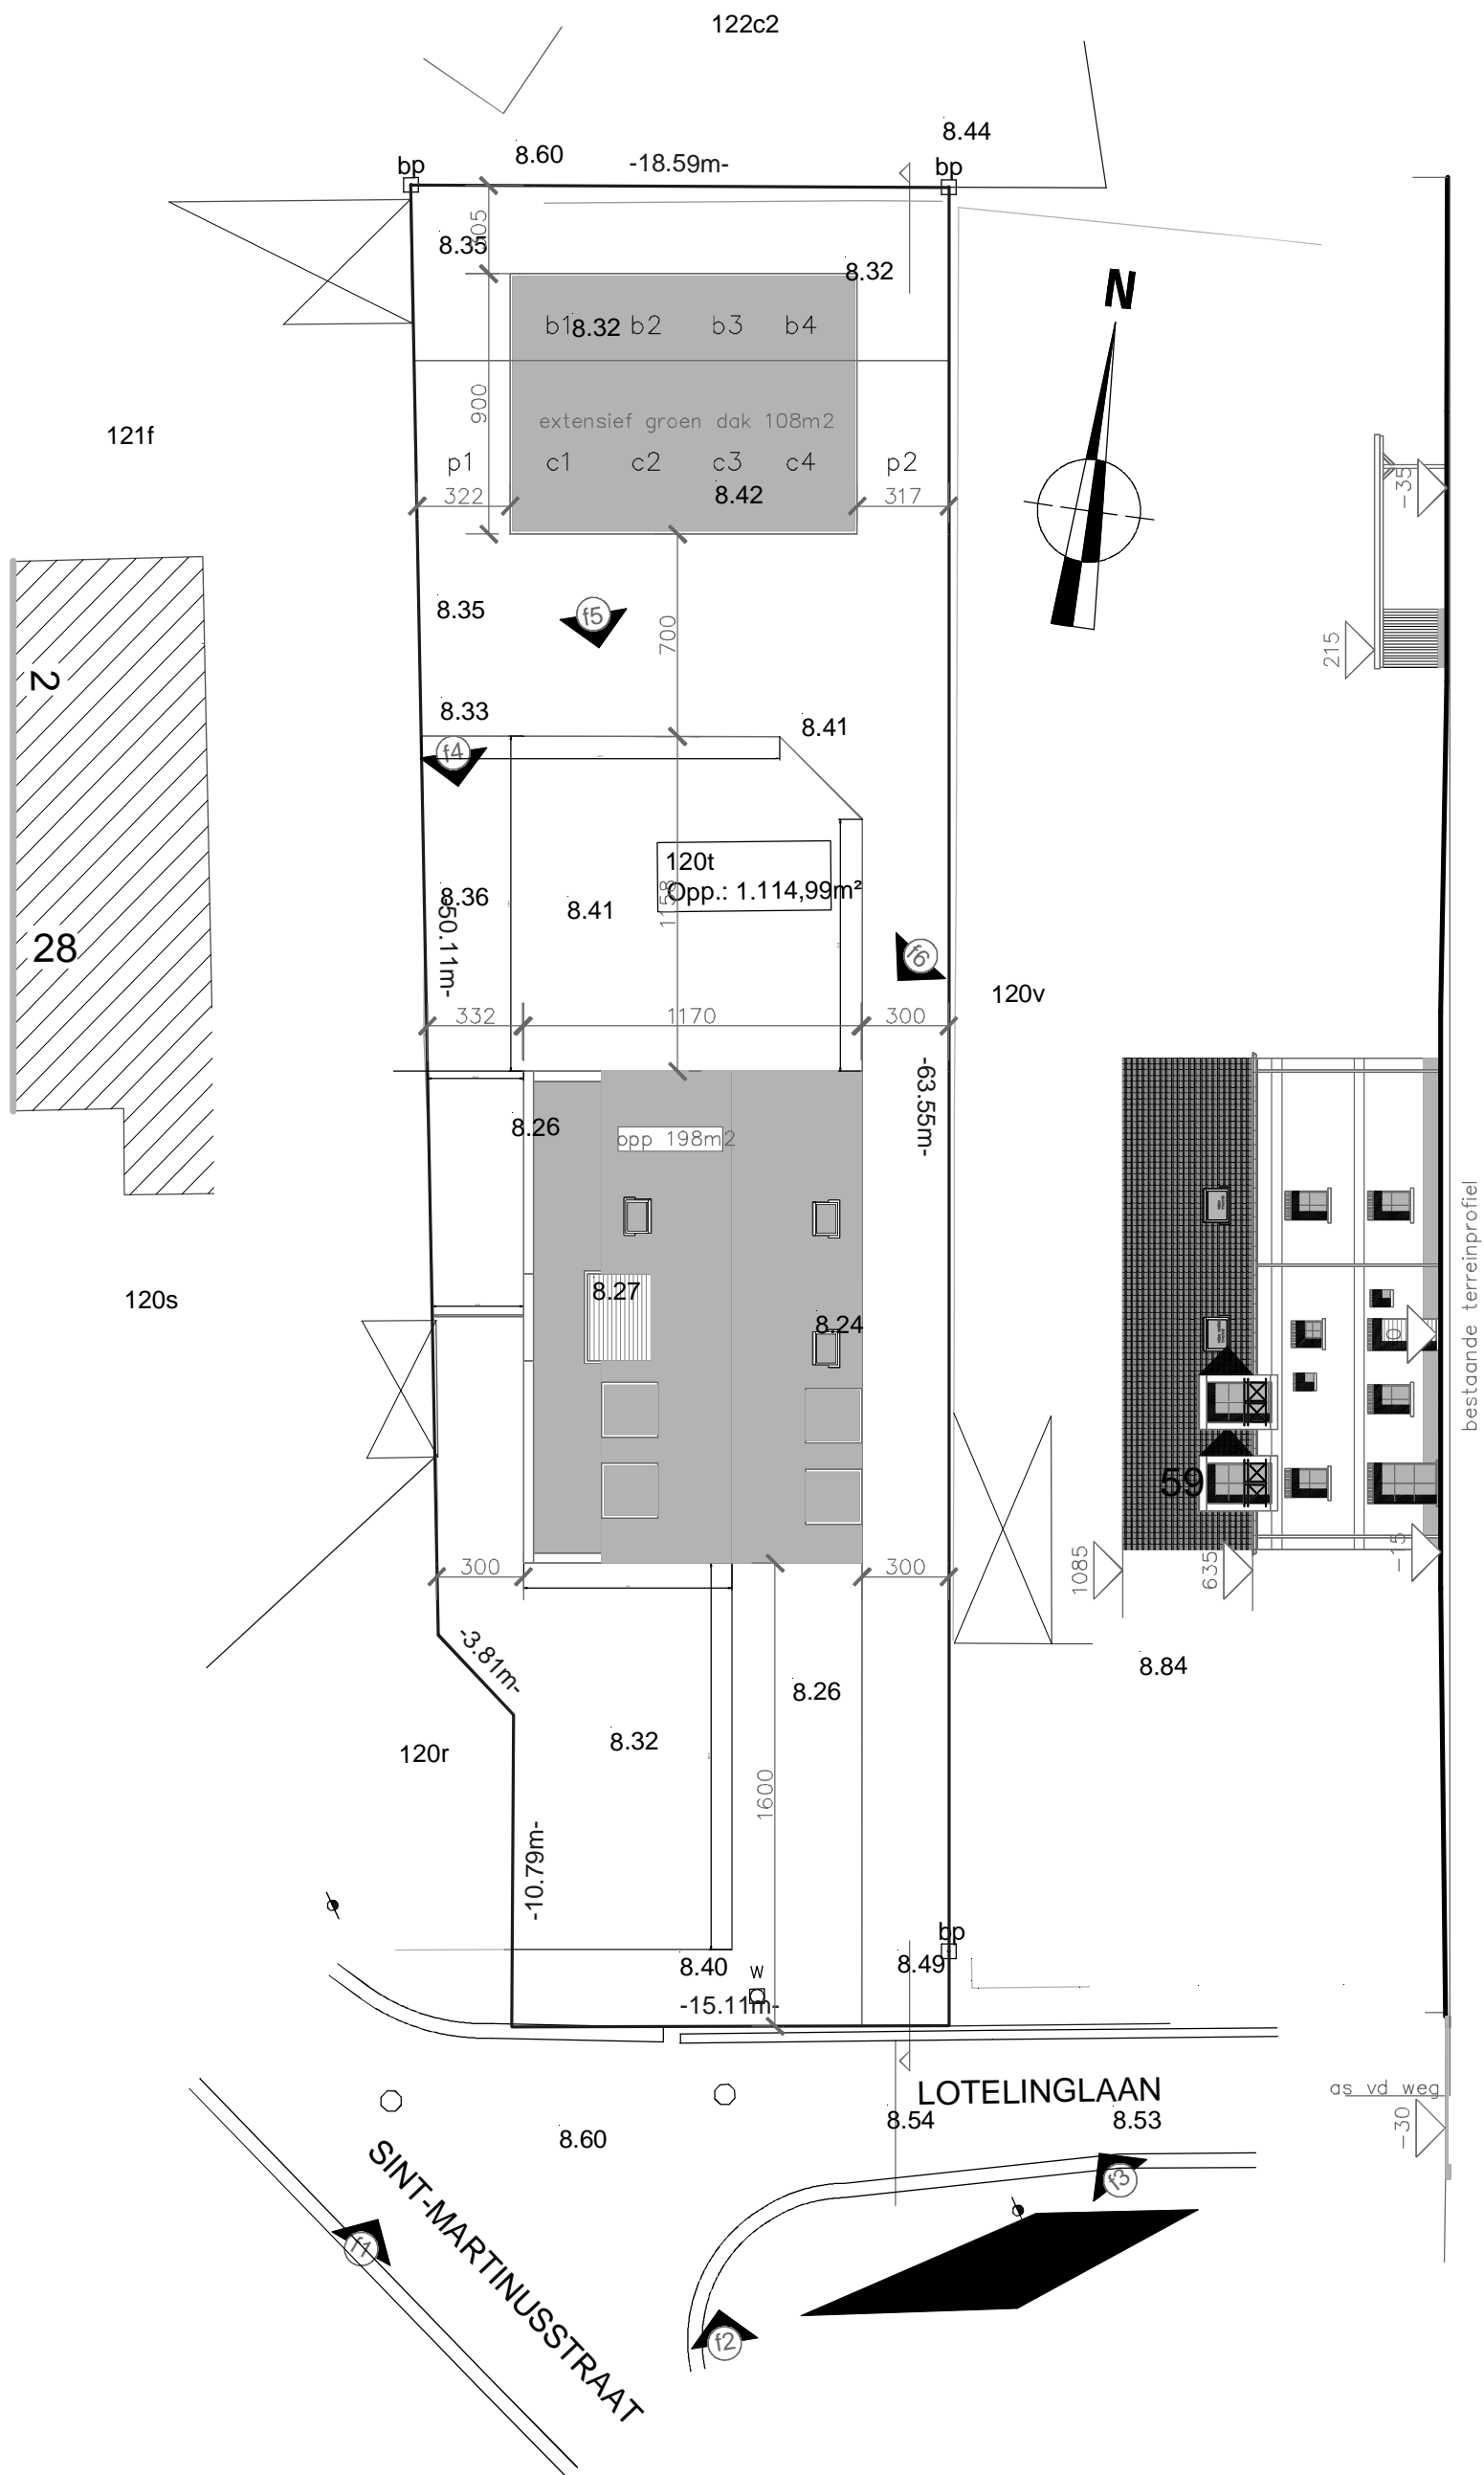 122c2
8.44
8.60
-18.59m-
bp
bp
8.35
8.32
N
b1
8.32
b2
b3
b4
900
extensief groen dak 108m2
121f
p1
c1
c2
c3
c4
p2
8.42
322
317
-35
8.35
f5
700
215
2
8.33
8.41
f4
120t
Opp.: 1.114,99m²
1158
8.36
8.41
-50.11m-
28
f6
120v
332
1170
300
-63.55m-
8.26
opp 198m2
bestaande terreinprofiel
120s
8.27
8.24
0
59
300
300
1085
635
-15
-3.81m-
8.84
8.26
8.32
120r
1600
-10.79m-
bp
8.40
W
8.49
-15.11m-
LOTELINGLAAN
as vd weg
8.54
8.53
-30
8.60
SINT-MARTINUSSTRAAT
f3
f1
f2